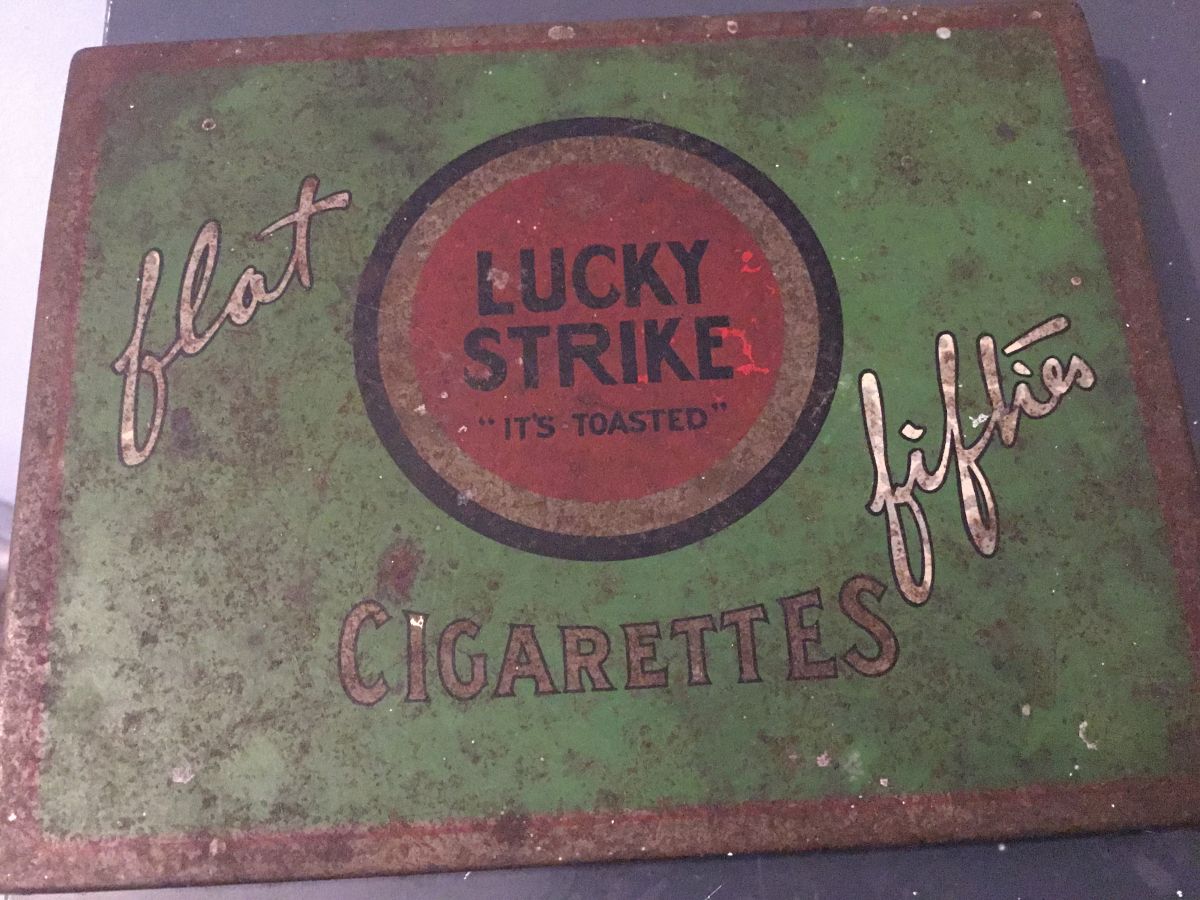 flat
LUCKY
STRIKE
"IT'S TOASTED"
fifties
CIGARETTES